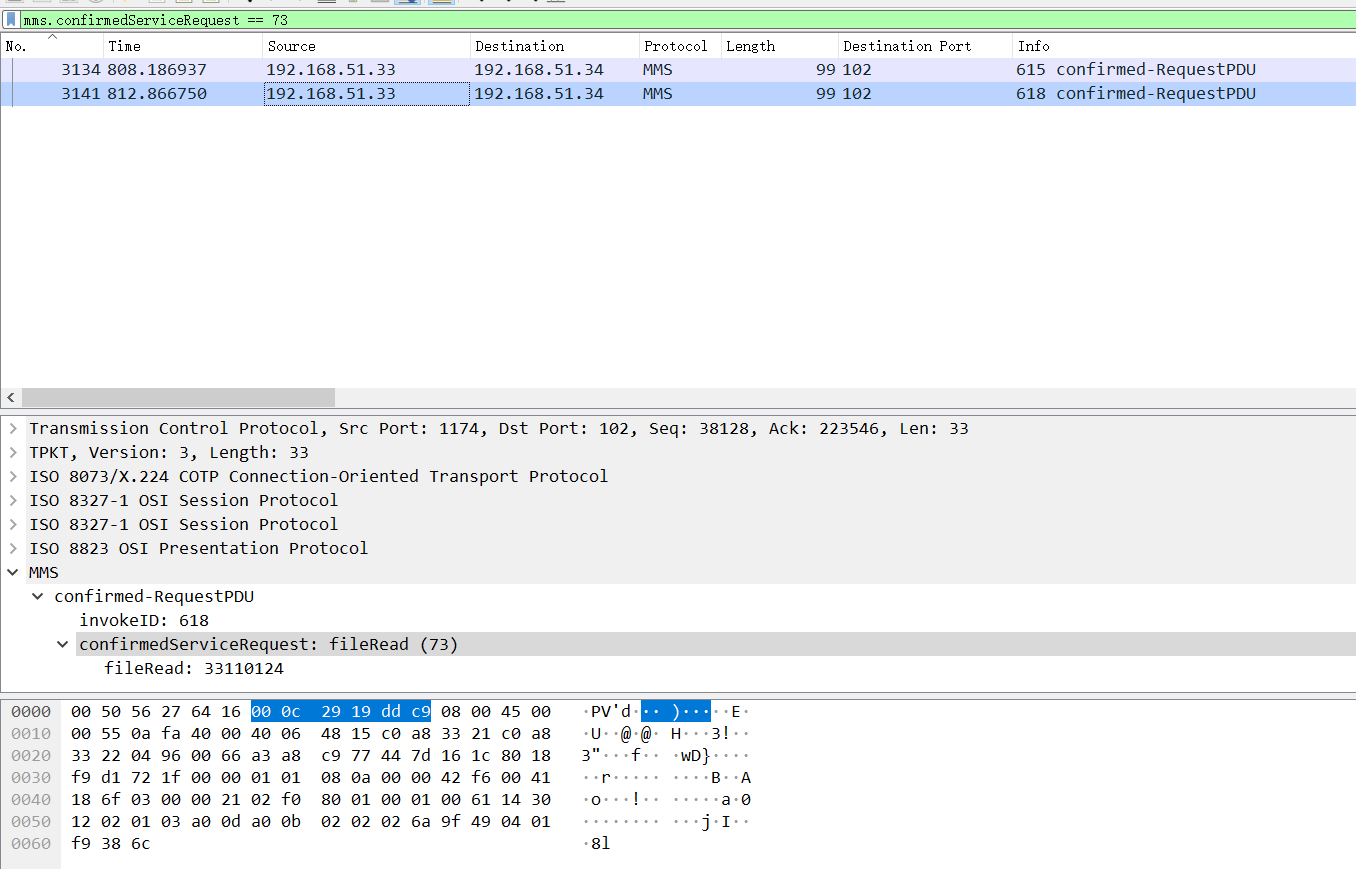 mms.confirmedServiceRequest == 73
No. Time Source Destination Protocol Length Destination Port Info
3134 808.186937 192.168.51.33 192.168.51.34 MMS 99 102 615 confirmed-RequestPDU
3141 812.866750 192.168.51.33 192.168.51.34 MMS 99 102 618 confirmed-RequestPDU
Transmission Control Protocol, Src Port: 1174, Dst Port: 102, Seq: 38128, Ack: 223546, Len: 33
TPKT, Version: 3, Length: 33
ISO 8073/X.224 COTP Connection-Oriented Transport Protocol
ISO 8327-1 OSI Session Protocol
ISO 8327-1 OSI Session Protocol
ISO 8823 OSI Presentation Protocol
MMS
confirmed-RequestPDU
invokeID: 618
confirmedServiceRequest: fileRead (73)
fileRead: 33110124
0000 00 50 56 27 64 16 00 0c 29 19 dd c9 08 00 45 00 ·PV'd··· )·····E·
0010 00 55 0a fa 40 00 40 06 48 15 c0 a8 33 21 c0 a8 ·U··@·@· H···3!··
0020 33 22 04 96 00 66 a3 a8 c9 77 44 7d 16 1c 80 18 3"···f·· ·wD}····
0030 f9 d1 72 1f 00 00 01 01 08 0a 00 00 42 f6 00 41 ··r····· ····B··A
0040 18 6f 03 00 00 21 02 f0 80 01 00 01 00 61 14 30 ·o···!·· ·····a·0
0050 12 02 01 03 a0 0d a0 0b 02 02 02 6a 9f 49 04 01 ········ ···j·I··
0060 f9 38 6c ·8l